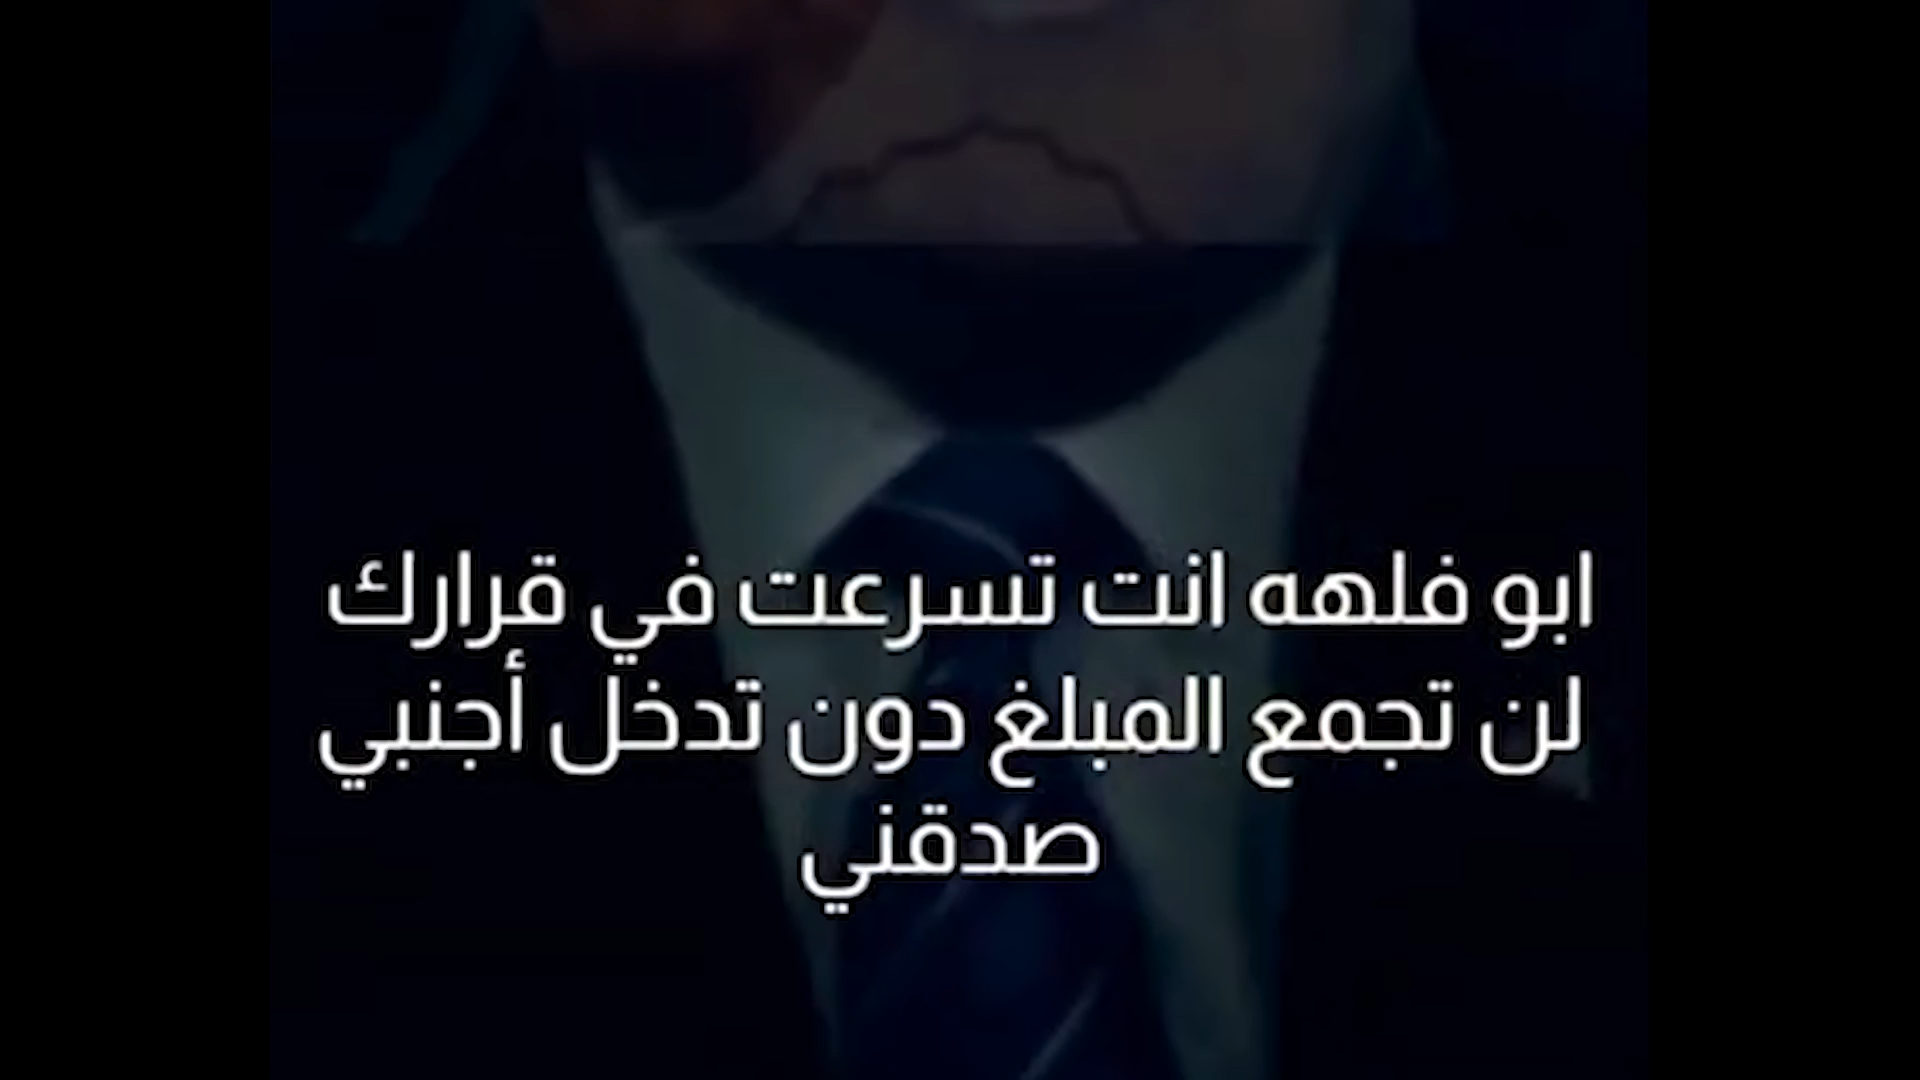 ابو فلهه انت تسرعت في قرارك
لن تجمع المبلغ دون تدخل أجنبي
صدقني